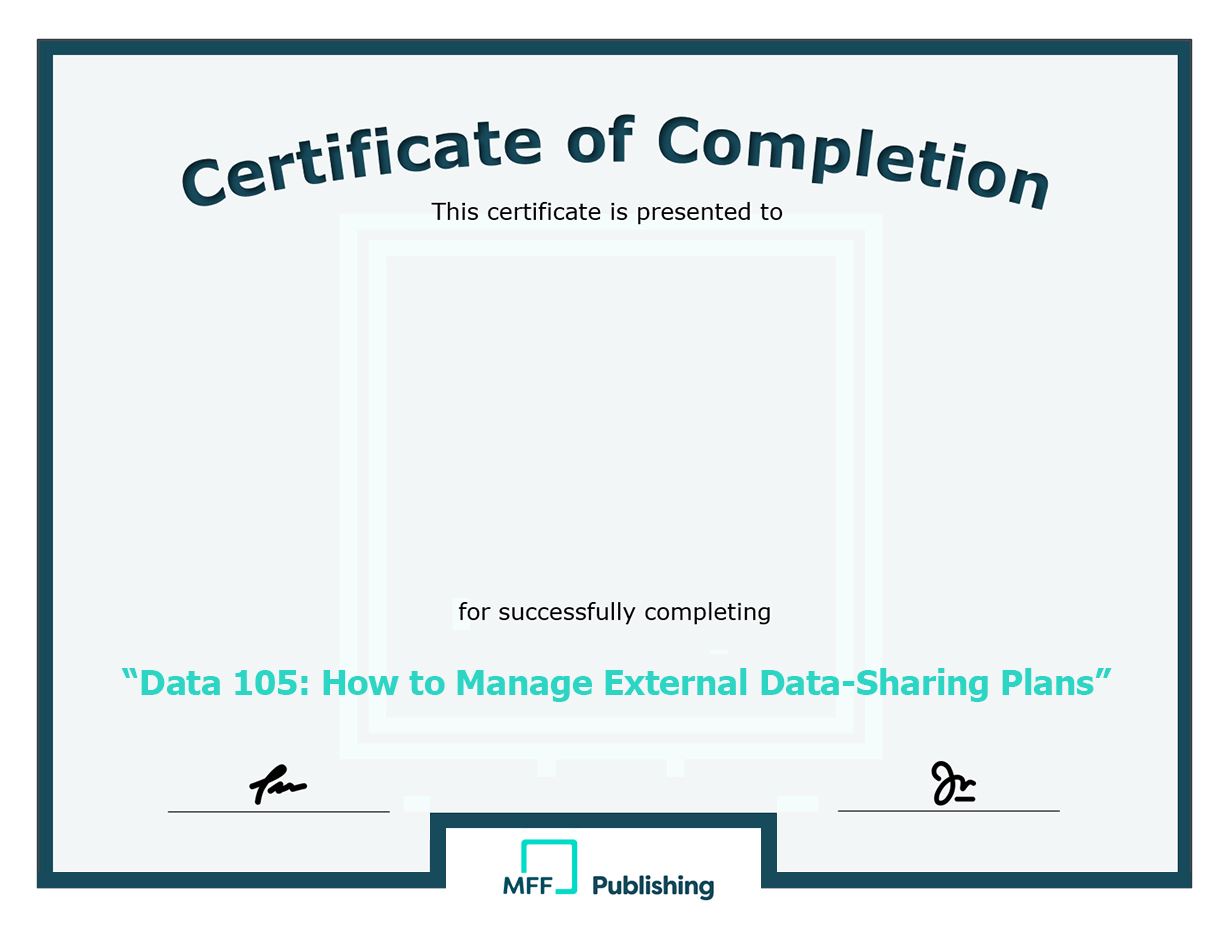 Certificate of Completion
This certificate is presented to
for successfully completing
“Data 105: How to Manage External Data-Sharing Plans”
MFF Publishing